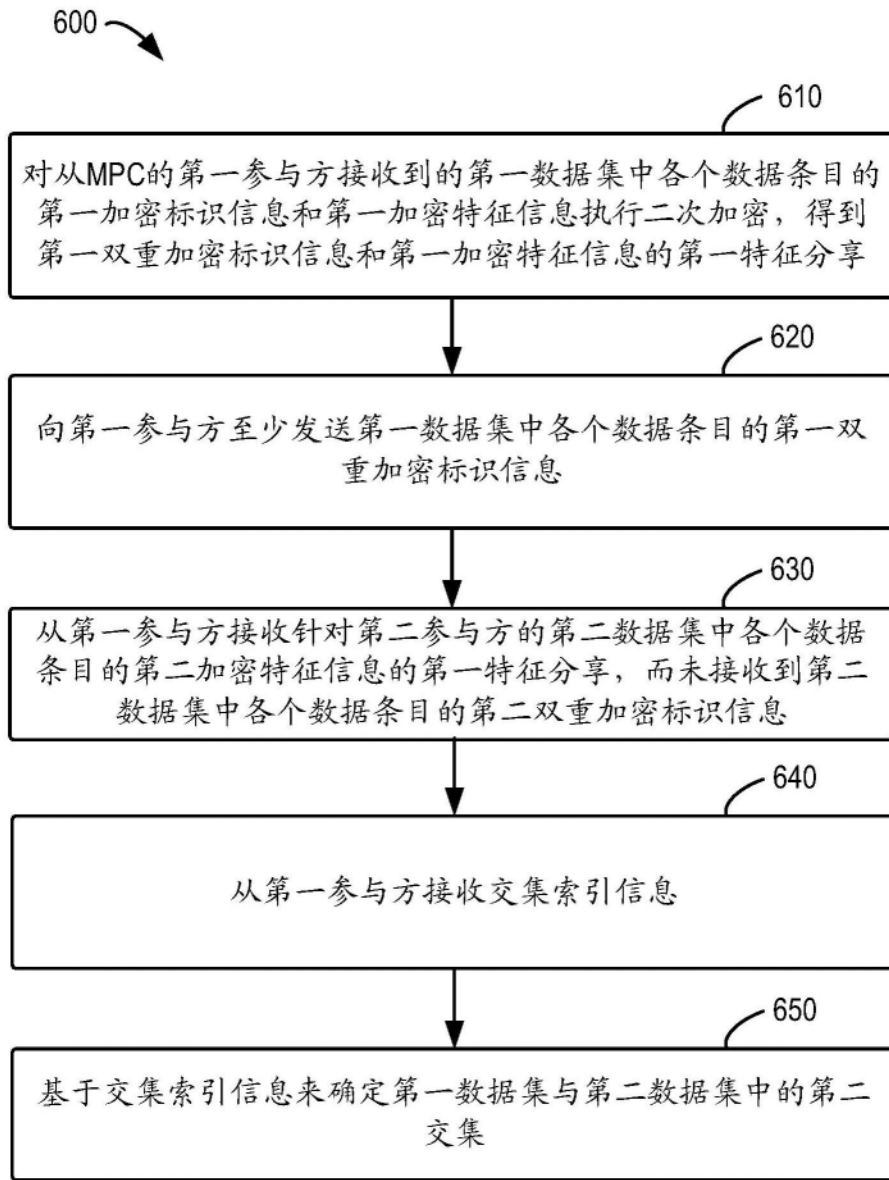 600
610
对从MPC的第一参与方接收到的第一数据集中各个数据条目的
第一加密标识信息和第一加密特征信息执行二次加密，得到
第一双重加密标识信息和第一加密特征信息的第一特征分享
620
向第一参与方至少发送第一数据集中各个数据条目的第一双
重加密标识信息
630
从第一参与方接收针对第二参与方的第二数据集中各个数据
条目的第二加密特征信息的第一特征分享，而未接收到第二
数据集中各个数据条目的第二双重加密标识信息
640
从第一参与方接收交集索引信息
650
基于交集索引信息来确定第一数据集与第二数据集中的第二
交集